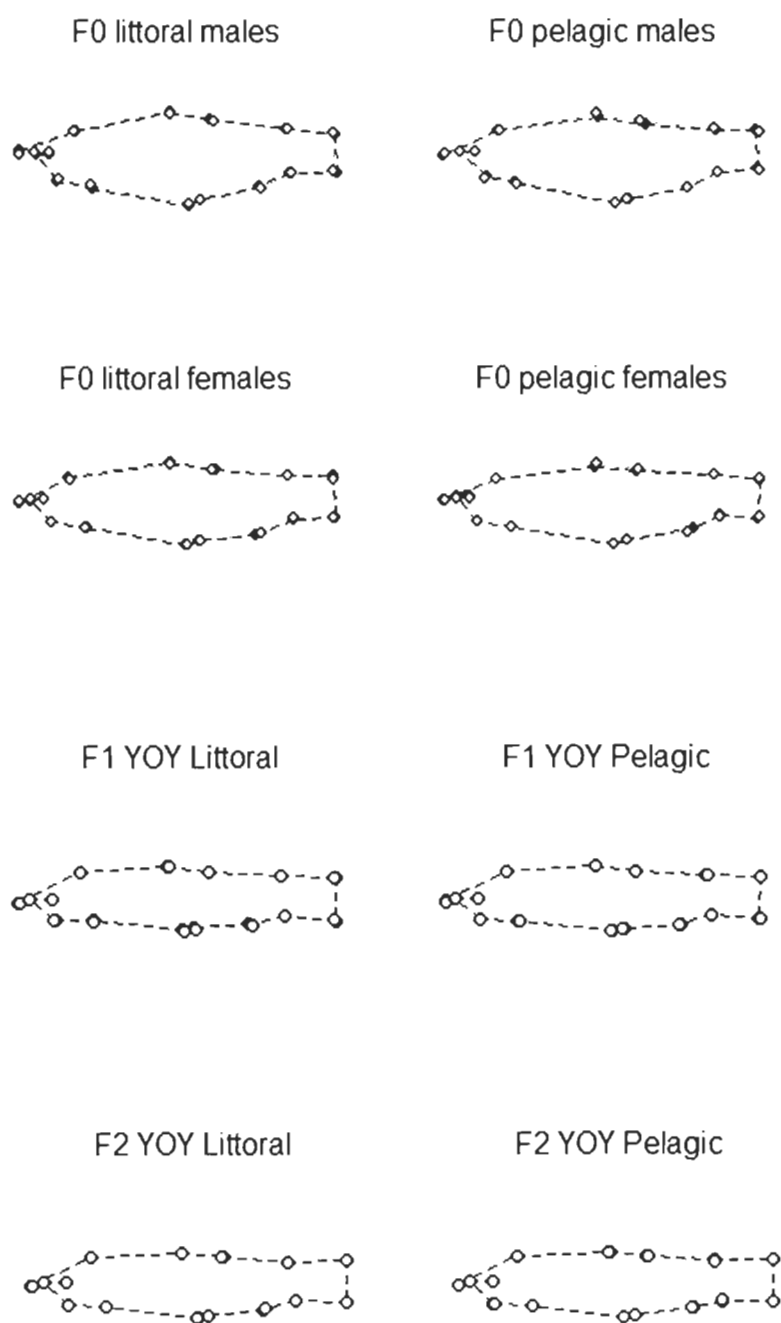 F0 littoral males
F0 pelagic males
F0 littoral females
F0 pelagic females
F1 YOY Littoral
F1 YOY Pelagic
F2 YOY Littoral
F2 YOY Pelagic